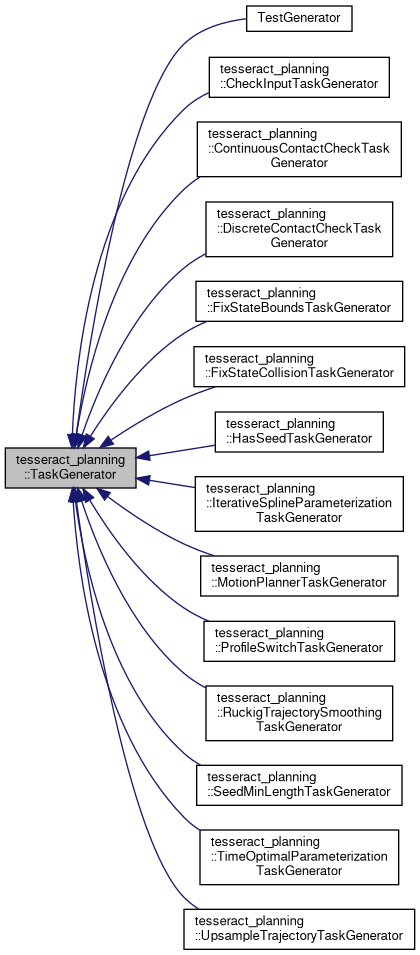 TestGenerator
tesseract_planning
::CheckInputTaskGenerator
tesseract_planning
::ContinuousContactCheckTask
Generator
tesseract_planning
::DiscreteContactCheckTask
Generator
tesseract_planning
::FixStateBoundsTaskGenerator
tesseract_planning
::FixStateCollisionTaskGenerator
tesseract_planning
::HasSeedTaskGenerator
tesseract_planning
::TaskGenerator
tesseract_planning
::IterativeSplineParameterization
TaskGenerator
tesseract_planning
::MotionPlannerTaskGenerator
tesseract_planning
::ProfileSwitchTaskGenerator
tesseract_planning
::RuckigTrajectorySmoothing
TaskGenerator
tesseract_planning
::SeedMinLengthTaskGenerator
tesseract_planning
::TimeOptimalParameterization
TaskGenerator
tesseract_planning
::UpsampleTrajectoryTaskGenerator